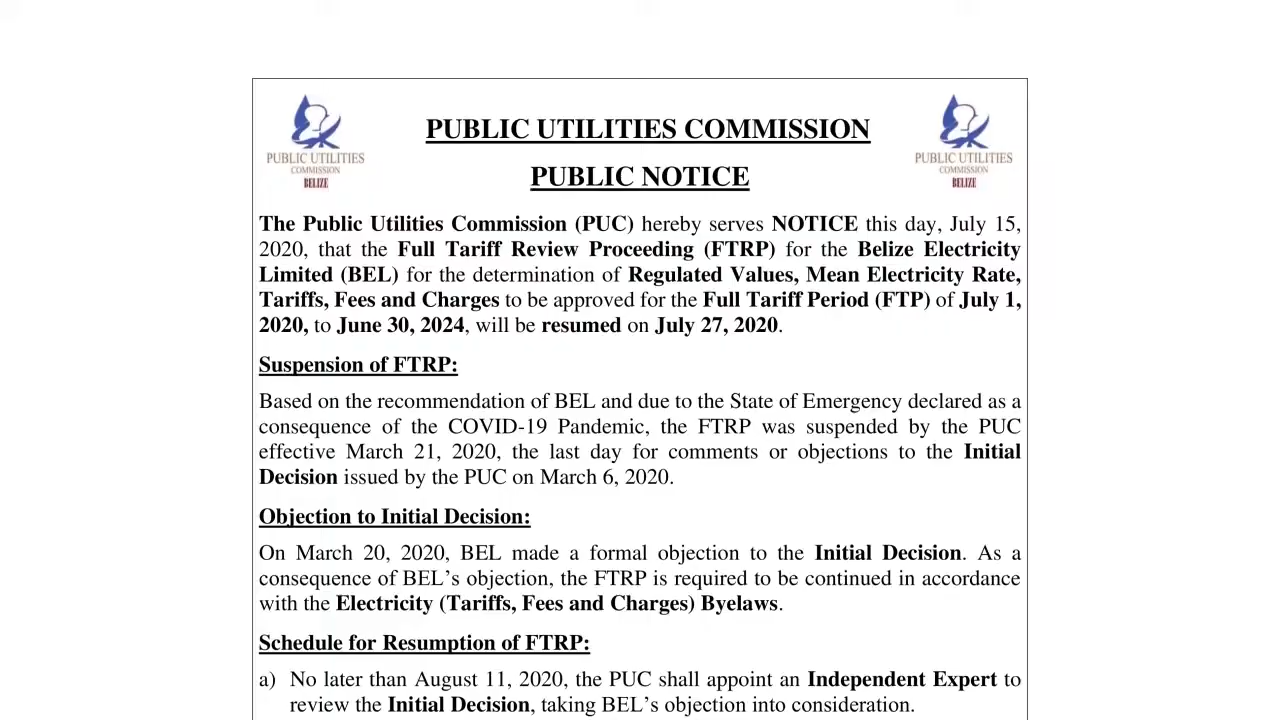 PUBLIC UTILITIES COMMISSION BELIZE
PUBLIC UTILITIES COMMISSION
PUBLIC UTILITIES COMMISSION BELIZE
PUBLIC NOTICE
The Public Utilities Commission (PUC) hereby serves NOTICE this day, July 15,
2020, that the Full Tariff Review Proceeding (FTRP) for the Belize Electricity
Limited (BEL) for the determination of Regulated Values, Mean Electricity Rate,
Tariffs, Fees and Charges to be approved for the Full Tariff Period (FTP) of July 1,
2020, to June 30, 2024, will be resumed on July 27, 2020.
Suspension of FTRP:
Based on the recommendation of BEL and due to the State of Emergency declared as a
consequence of the COVID-19 Pandemic, the FTRP was suspended by the PUC
effective March 21, 2020, the last day for comments or objections to the Initial
Decision issued by the PUC on March 6, 2020.
Objection to Initial Decision:
On March 20, 2020, BEL made a formal objection to the Initial Decision. As a
consequence of BEL’s objection, the FTRP is required to be continued in accordance
with the Electricity (Tariffs, Fees and Charges) Byelaws.
Schedule for Resumption of FTRP:
a) No later than August 11, 2020, the PUC shall appoint an Independent Expert to
review the Initial Decision, taking BEL’s objection into consideration.